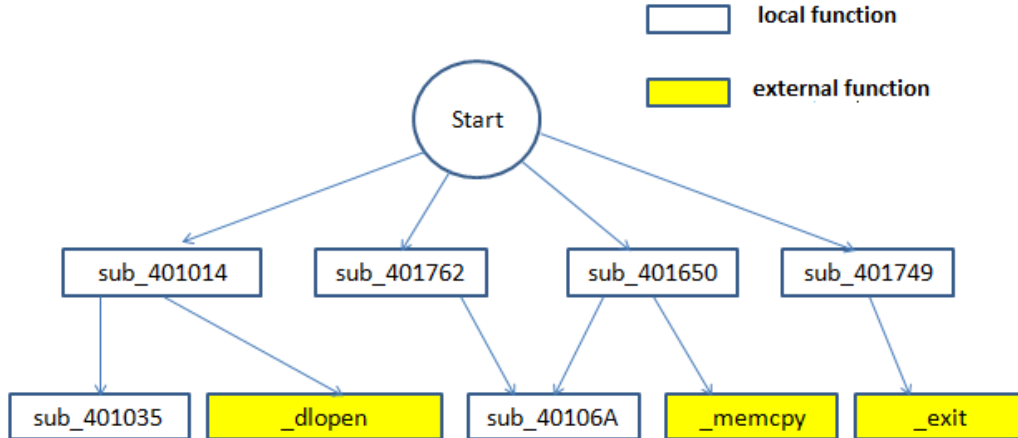 local function
external function
Start
sub_401014
sub_401762
sub_401650
sub_401749
sub_401035
_dlopen
sub_40106A
_memcpy
_exit